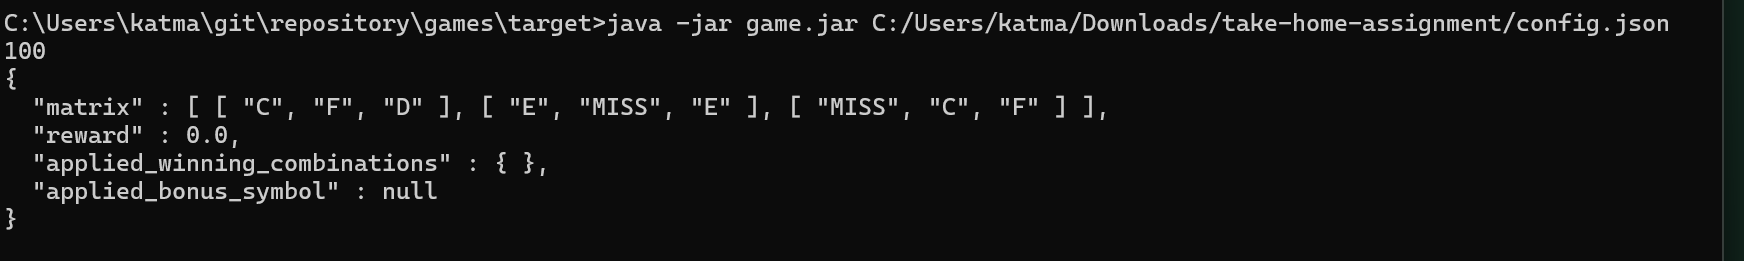 C:\Users\katma\git\repository\games\target>java -jar game.jar C:/Users/katma/Downloads/take-home-assignment/config.json
100
{
  "matrix" : [ [ "C", "F", "D" ], [ "E", "MISS", "E" ], [ "MISS", "C", "F" ] ],
  "reward" : 0.0,
  "applied_winning_combinations" : { },
  "applied_bonus_symbol" : null
}